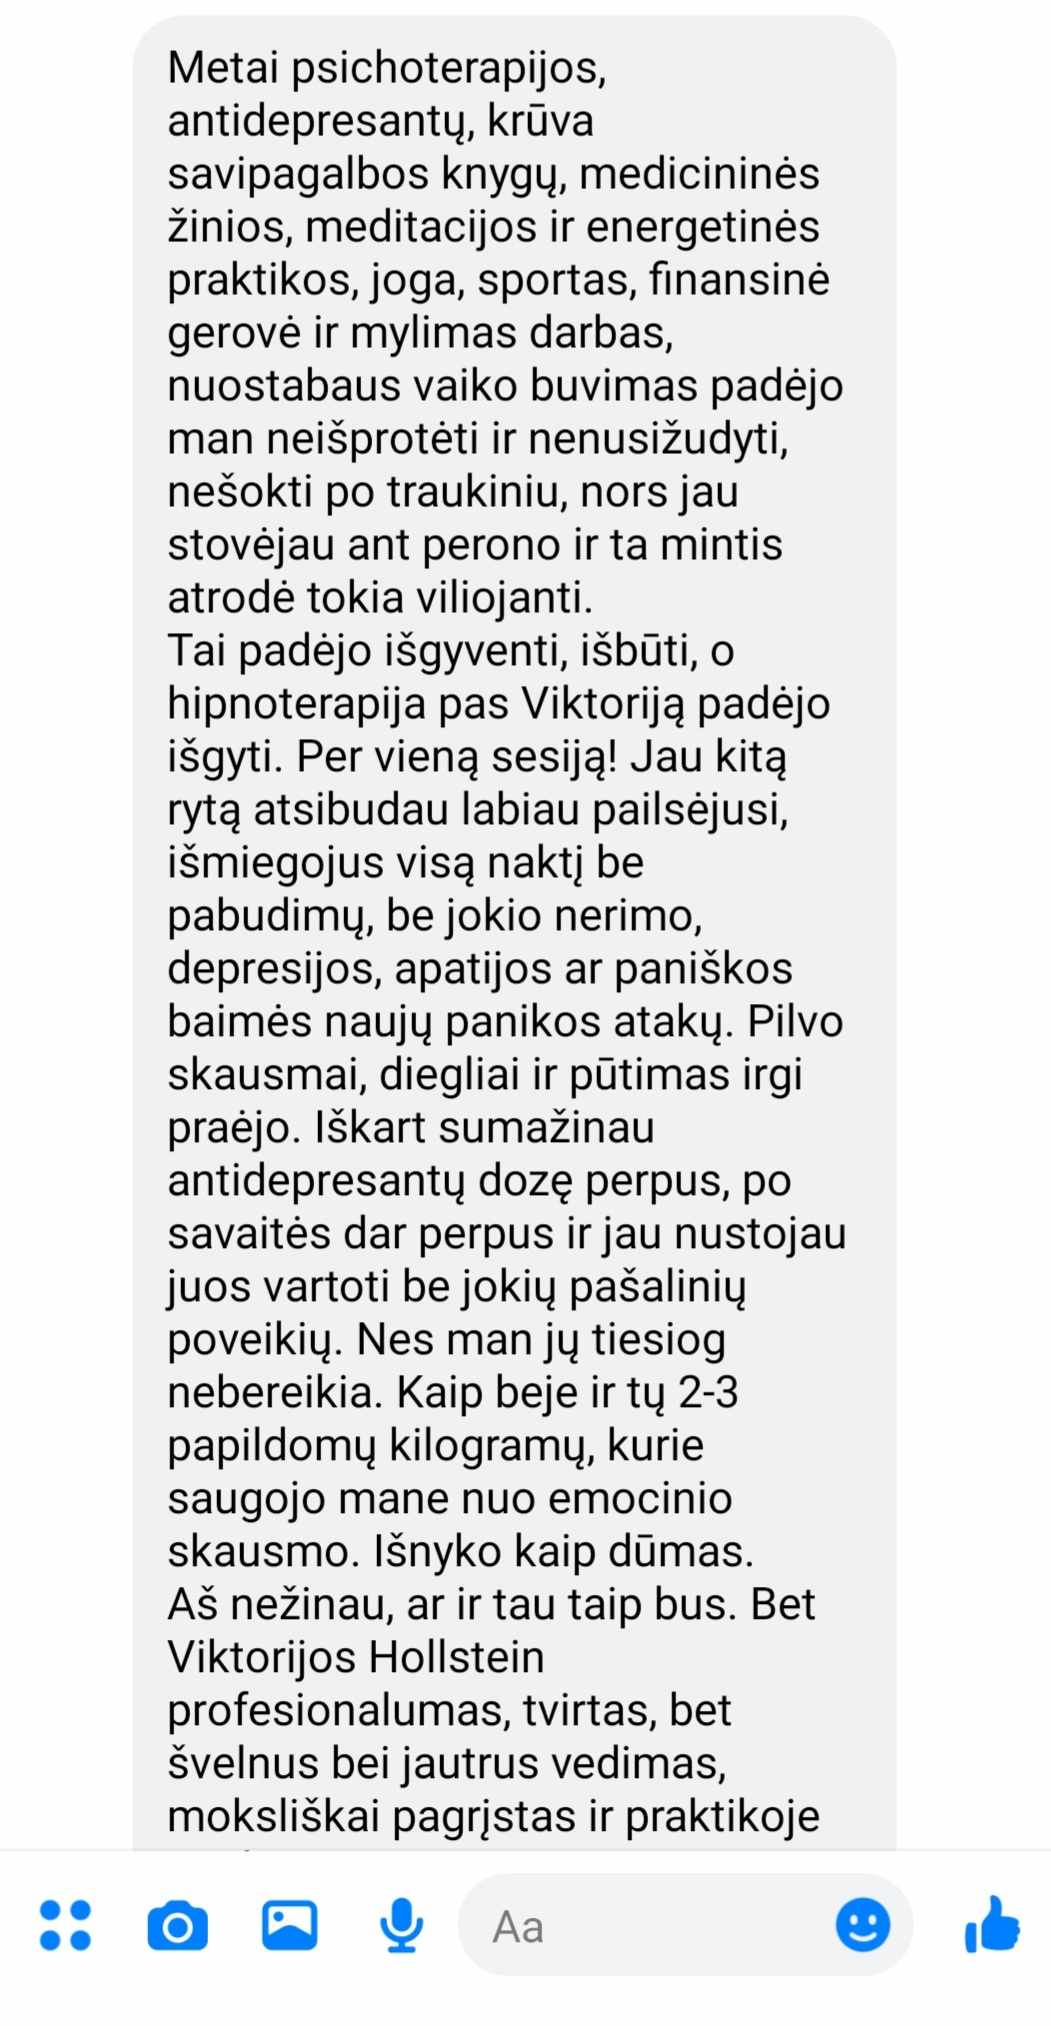 Metai psichoterapijos,
antidepresantų, krūva
savipagalbos knygų, medicininės
žinios, meditacijos ir energetinės
praktikos, joga, sportas, finansinė
gerovė ir mylimas darbas,
nuostabaus vaiko buvimas padėjo
man neišprotėti ir nenusižudyti,
nešokti po traukiniu, nors jau
stovėjau ant perono ir ta mintis
atrodė tokia viliojanti.
Tai padėjo išgyventi, išbūti, o
hipnoterapija pas Viktoriją padėjo
išgyti. Per vieną sesiją! Jau kitą
rytą atsibudau labiau pailsėjusi,
išmiegojus visą naktį be
pabudimų, be jokio nerimo,
depresijos, apatijos ar paniškos
baimės naujų panikos atakų. Pilvo
skausmai, diegliai ir pūtimas irgi
praėjo. Iškart sumažinau
antidepresantų dozę perpus, po
savaitės dar perpus ir jau nustojau
juos vartoti be jokių pašalinių
poveikių. Nes man jų tiesiog
nebereikia. Kaip beje ir tų 2-3
papildomų kilogramų, kurie
saugojo mane nuo emocinio
skausmo. Išnyko kaip dūmas.
Aš nežinau, ar ir tau taip bus. Bet
Viktorijos Hollstein
profesionalumas, tvirtas, bet
švelnus bei jautrus vedimas,
moksliškai pagrįstas ir praktikoje
Aa